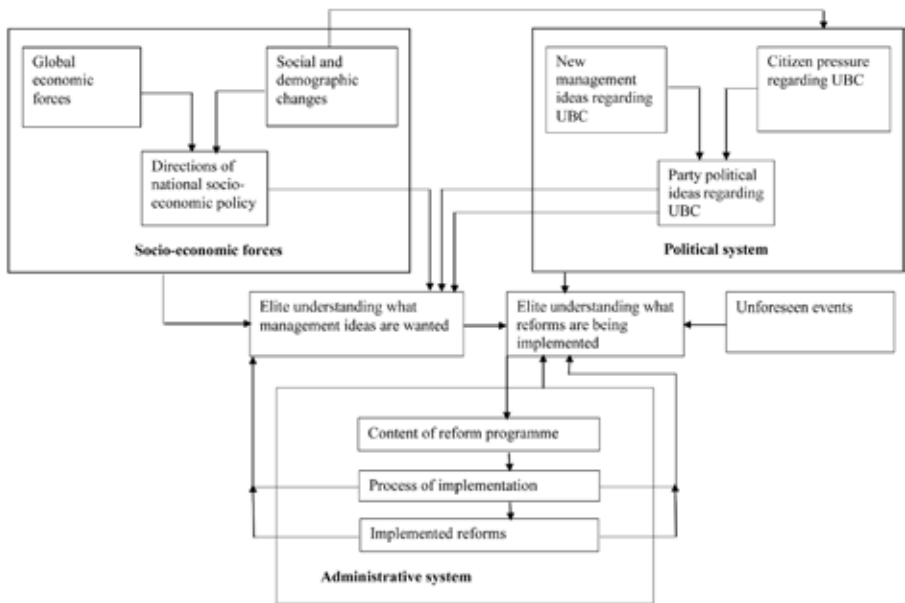 Global
economic
forces
Social and
demographic
changes
Directions of
national socio-
economic policy
Socio-economic forces
New
management
ideas regarding
UBC
Citizen pressure
regarding UBC
Party political
ideas regarding
UBC
Political system
Elite understanding what
management ideas are wanted
Elite understanding what
reforms are being
implemented
Unforeseen events
Content of reform programme
Process of implementation
Implemented reforms
Administrative system